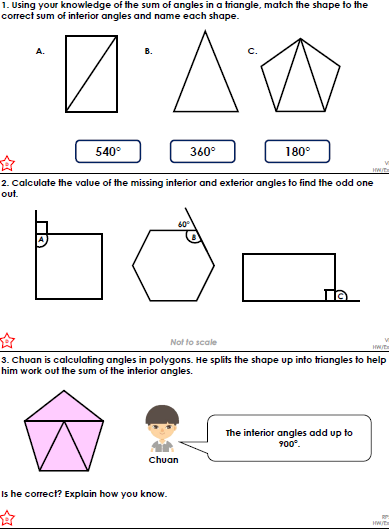 1. Using your knowledge of the sum of angles in a triangle, match the shape to the
correct sum of interior angles and name each shape.
A. B. C.
540° 360° 180°
2. Calculate the value of the missing interior and exterior angles to find the odd one
out.
60°
A B
C
Not to scale
3. Chuan is calculating angles in polygons. He splits the shape up into triangles to help
him work out the sum of the interior angles.
The interior angles add up to
900°.
Chuan
Is he correct? Explain how you know.